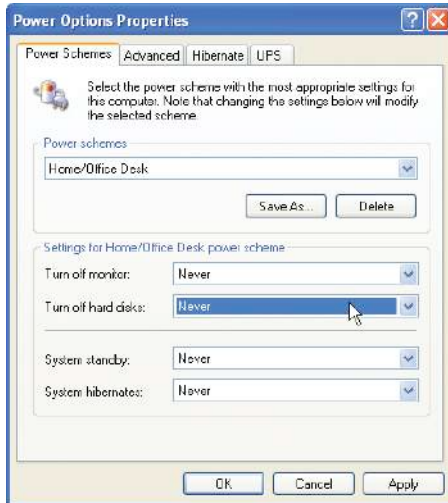 Power Options Properties
Power Schemes Advanced Hibernate UPS
Select the power scheme with the most appropriate settings for
this computer. Note that changing the settings below will modify
the selected scheme.
Power schemes
Home/Office Desk
Save As... Delete
Settings for Home/Office Desk power scheme
Turn off monitor: Never
Turn off hard disks: Never
System standby: Never
System hibernates: Never
OK Cancel Apply